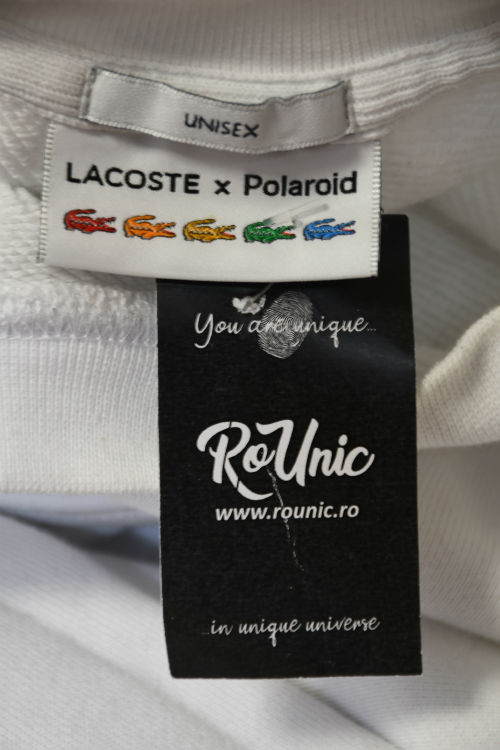 UNISEX
LACOSTE x Polaroid
You are unique...
RoUnic
www.rounic.ro
...in unique universe